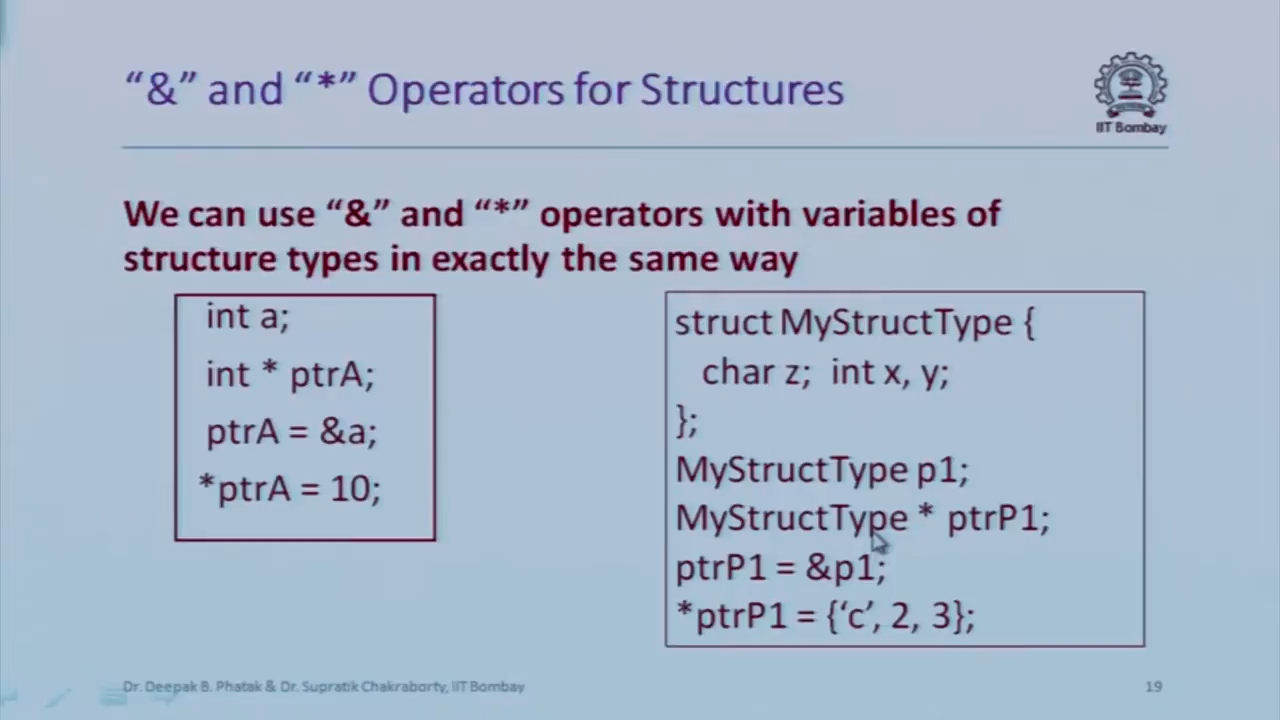 “&” and “*” Operators for Structures
IIT Bombay
We can use “&” and “*” operators with variables of
structure types in exactly the same way
int a;
int * ptrA;
ptrA = &a;
*ptrA = 10;
struct MyStructType {
char z; int x, y;
};
MyStructType p1;
MyStructType * ptrP1;
ptrP1 = &p1;
*ptrP1 = {‘c’, 2, 3};
Dr. Deepak B. Phatak & Dr. Supratik Chakraborty, IIT Bombay
19